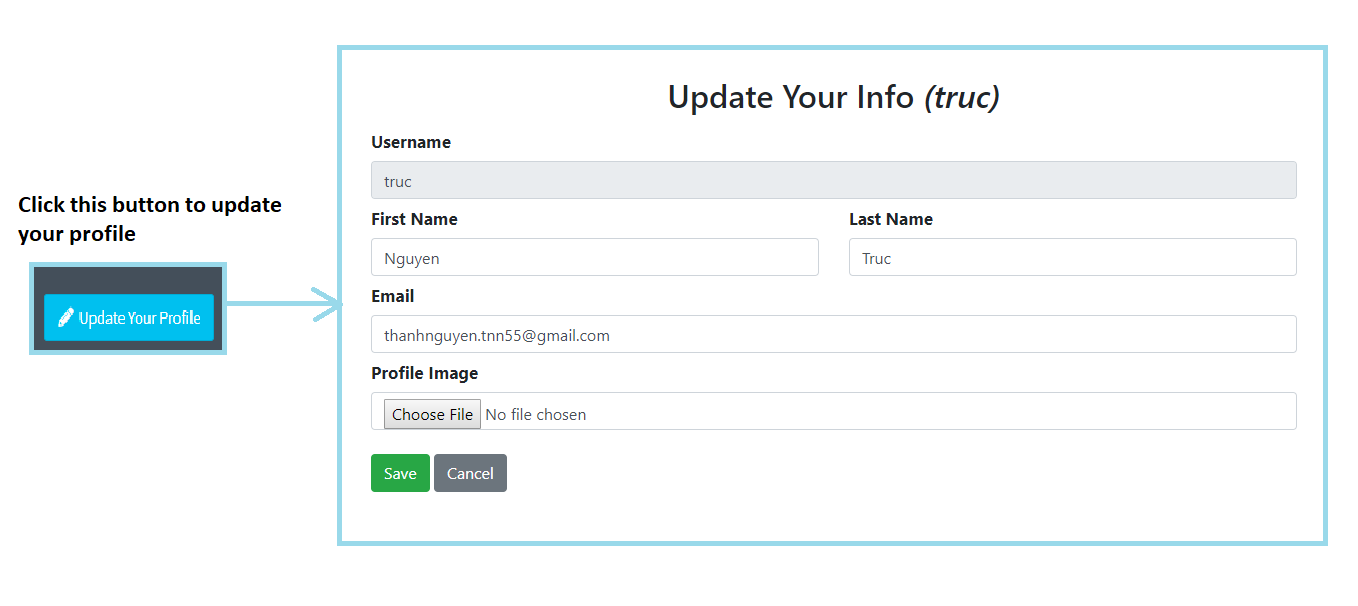 Click this button to update
your profile
Update Your Profile
Update Your Info (truc)
Username
truc
First Name Last Name
Nguyen Truc
Email
thanhnguyen.tnn55@gmail.com
Profile Image
Choose File No file chosen
Save Cancel